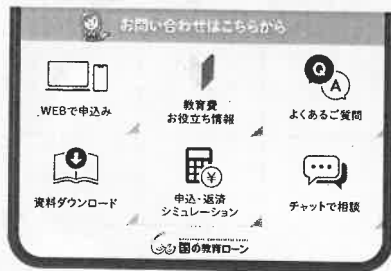 お問い合わせはこちらから
WEBで申込み
教育費
お役立ち情報
Q
A
よくあるご質問
資料ダウンロード
¥
申込・返済
シミュレーション
チャットで相談
国の教育ローン